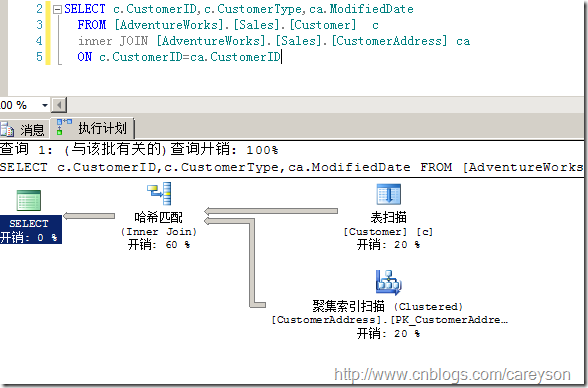 2 SELECT c.CustomerID,c.CustomerType,ca.ModifiedDate
3 FROM [AdventureWorks].[Sales].[Customer] c
4 inner JOIN [AdventureWorks].[Sales].[CustomerAddress] ca
5 ON c.CustomerID=ca.CustomerID
00 %
消息 执行计划
查询 1: (与该批有关的)查询开销: 100%
SELECT c.CustomerID,c.CustomerType,ca.ModifiedDate FROM [AdventureWorks
SELECT
开销: 0 %
哈希匹配
(Inner Join)
开销: 60 %
表扫描
[Customer] [c]
开销: 20 %
聚集索引扫描 (Clustered)
[CustomerAddress].[PK_CustomerAddre…
开销: 20 %
http://www.cnblogs.com/careyson